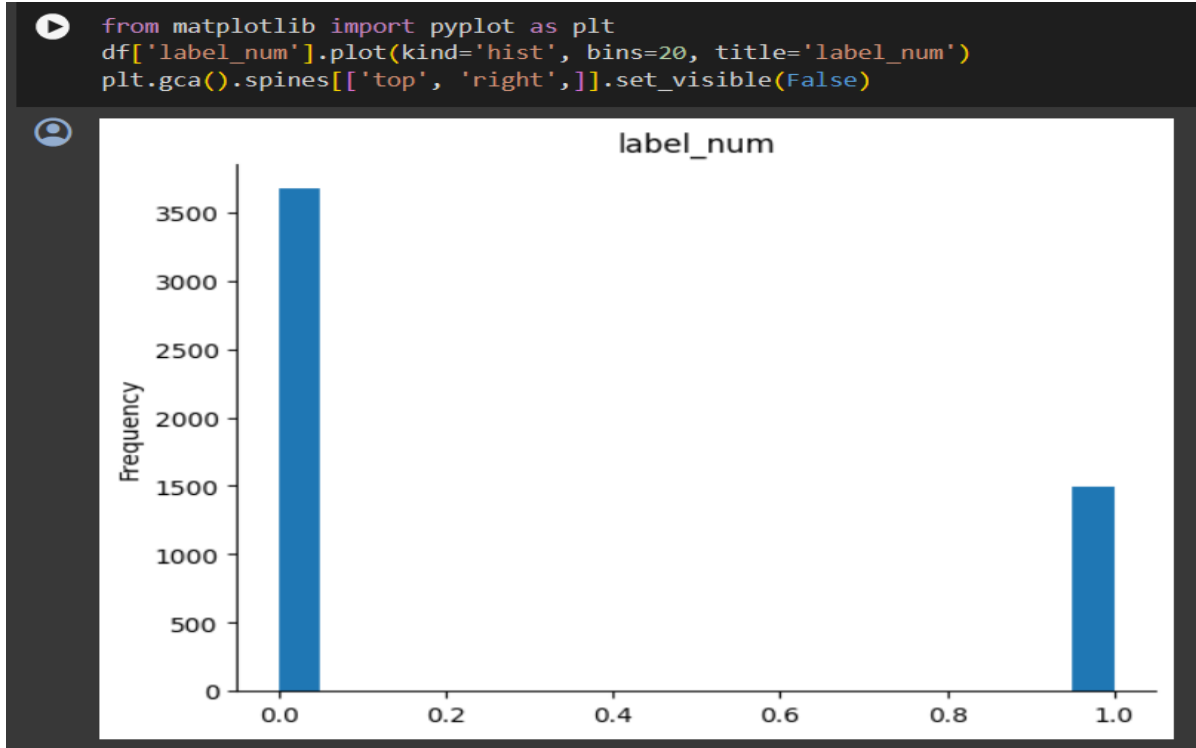 from matplotlib import pyplot as plt
df['label_num'].plot(kind='hist', bins=20, title='label_num')
plt.gca().spines[['top', 'right',]].set_visible(False)
label_num
3500
3000
2500
2000
1500
1000
500
0
Frequency
0.0 0.2 0.4 0.6 0.8 1.0